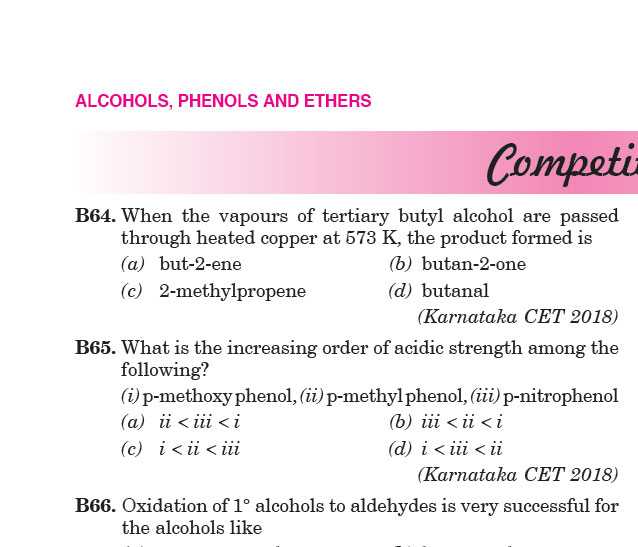 ALCOHOLS, PHENOLS AND ETHERS
B64. When the vapours of tertiary butyl alcohol are passed
through heated copper at 573 K, the product formed is
(a) but-2-ene (b) butan-2-one
(c) 2-methylpropene (d) butanal
(Karnataka CET 2018)
B65. What is the increasing order of acidic strength among the
following?
(i) p-methoxy phenol, (ii) p-methyl phenol, (iii) p-nitrophenol
(a) ii < iii < i (b) iii < ii < i
(c) i < ii < iii (d) i < iii < ii
(Karnataka CET 2018)
B66. Oxidation of 1° alcohols to aldehydes is very successful for
the alcohols like